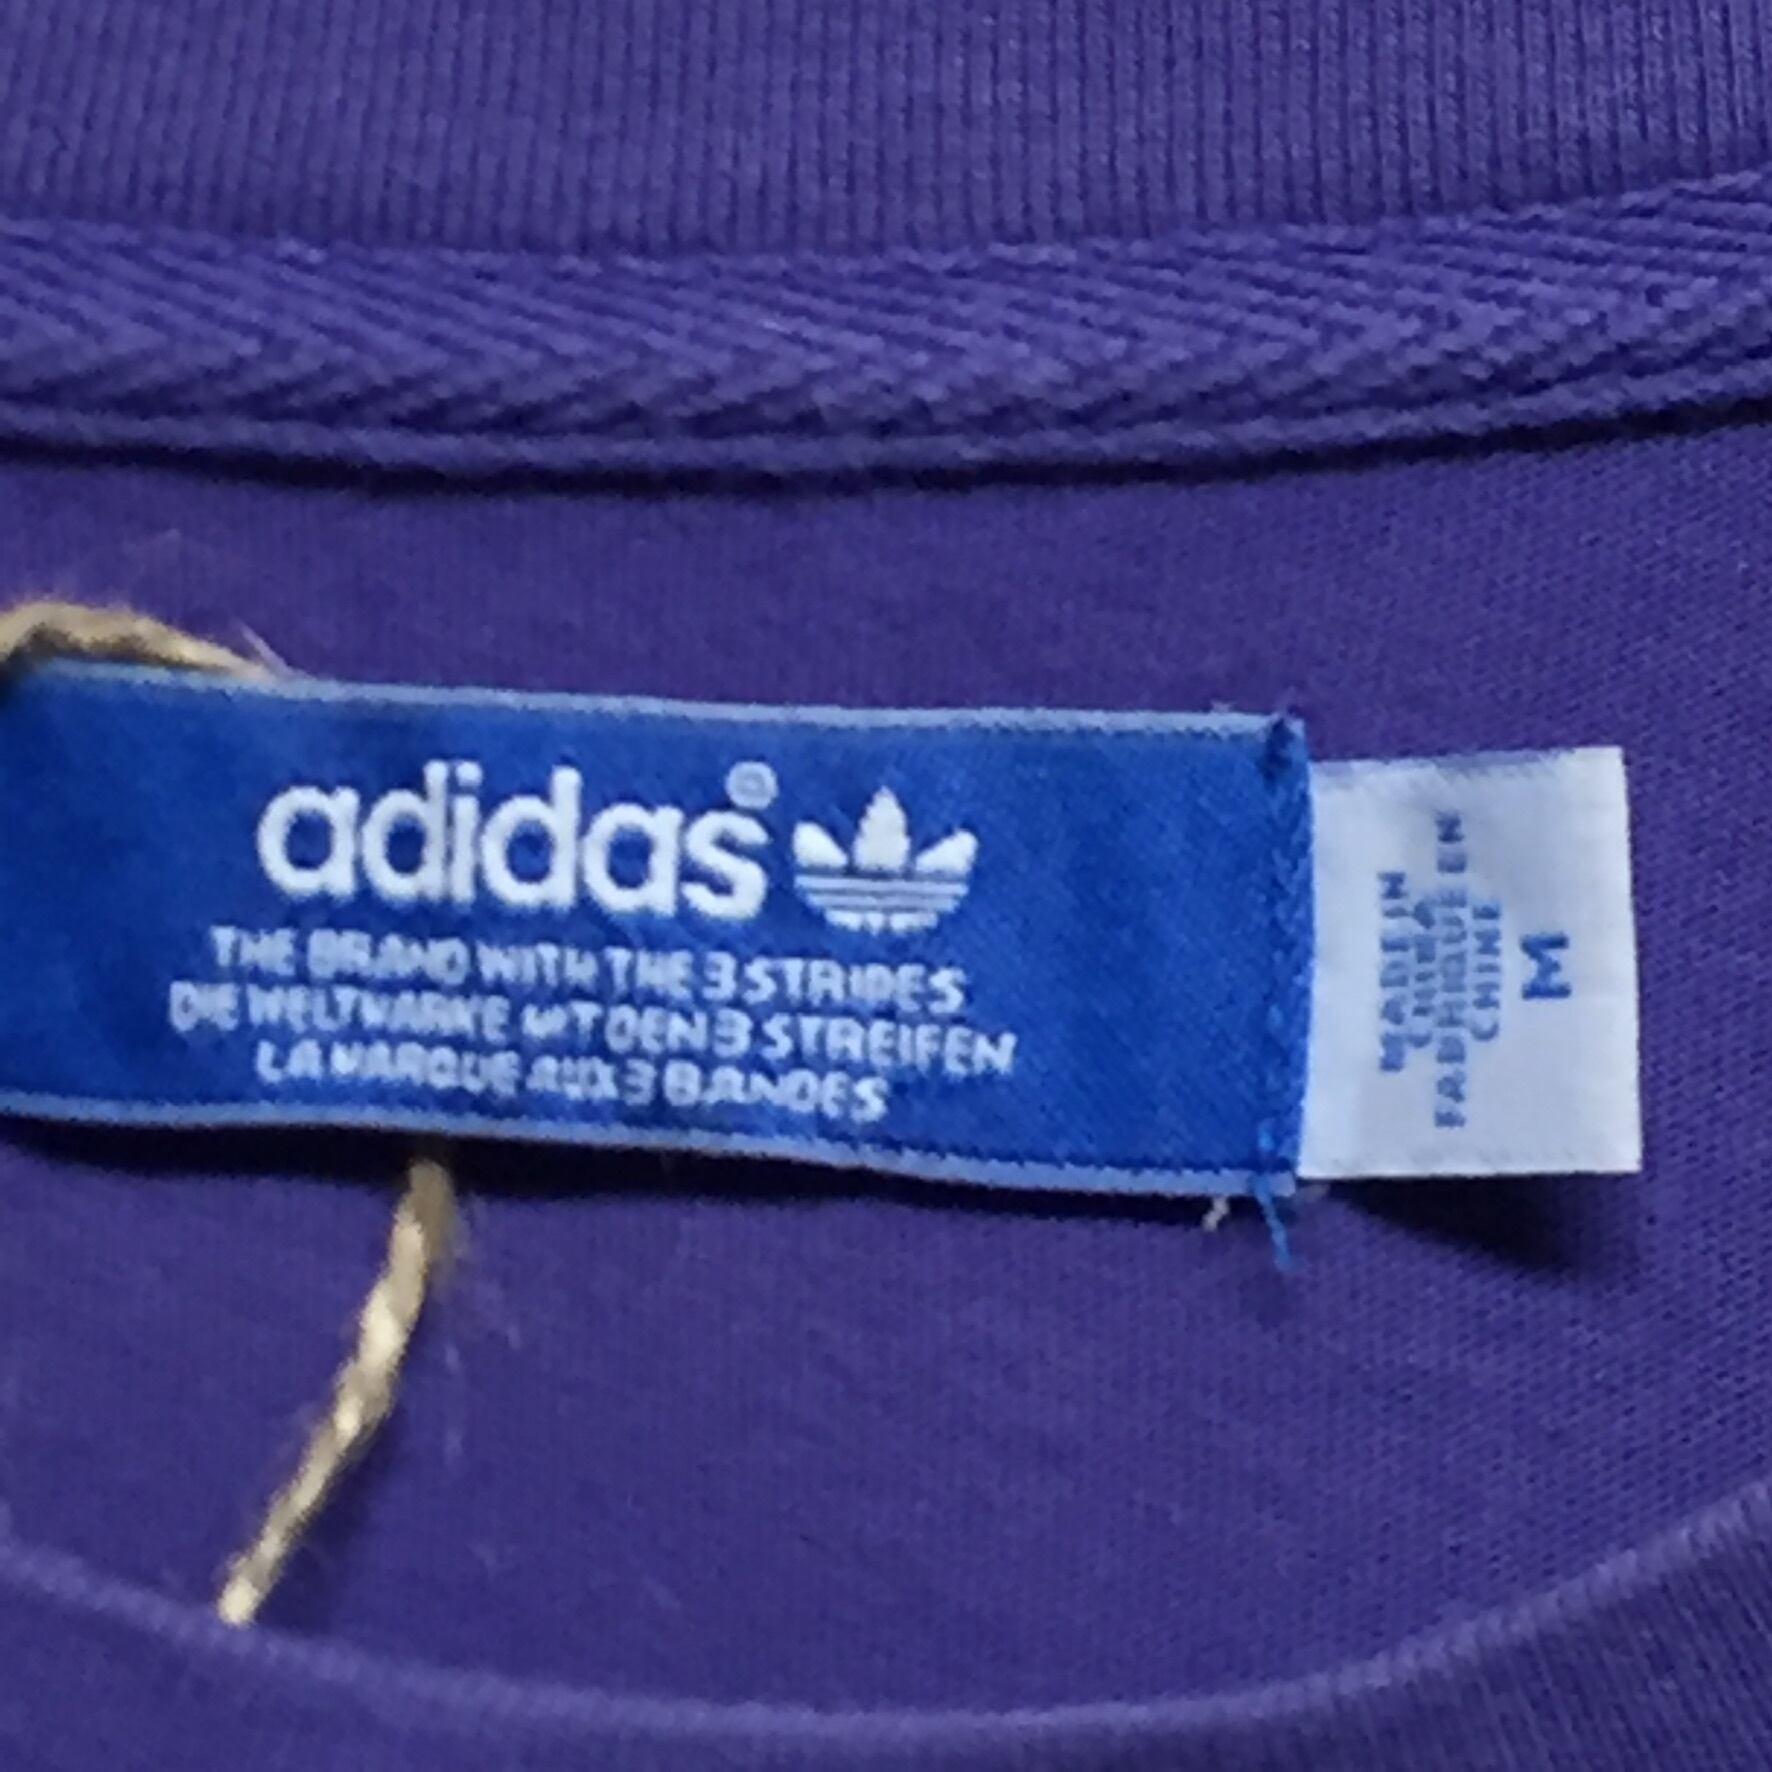 adidas®
THE BRAND WITH THE 3 STRIPES
DIE WELTMARKE MIT DEN 3 STREIFEN
LA MARQUE AUX 3 BANDES
MADE IN
CHINA
FABRIQUE EN
CHINE
M